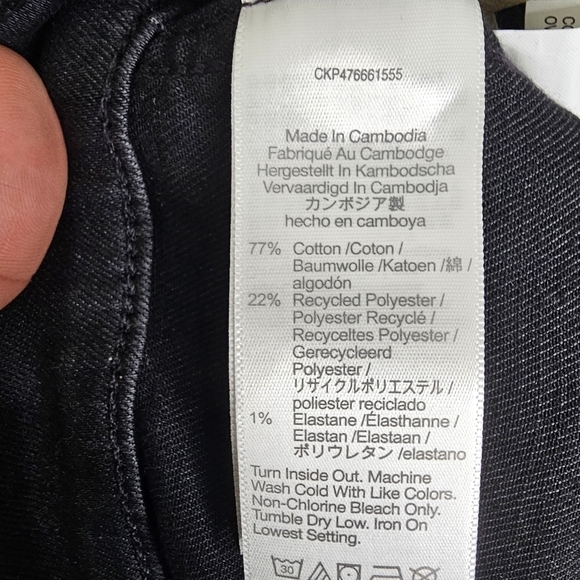 CKP476661555
Made In Cambodia
Fabriqué Au Cambodge
Hergestellt In Kambodscha
Vervaardigd In Cambodja
カンボジア製
hecho en camboya
77% Cotton /Coton /
Baumwolle /Katoen /綿 /
algodón
22% Recycled Polyester /
Polyester Recyclé /
Recyceltes Polyester /
Gerecycleerd
Polyester /
リサイクルポリエステル /
poliester reciclado
1% Elastane /Élasthanne /
Elastan /Elastaan /
ポリウレタン /elastano
Turn Inside Out. Machine
Wash Cold With Like Colors.
Non-Chlorine Bleach Only.
Tumble Dry Low. Iron On
Lowest Setting.
30